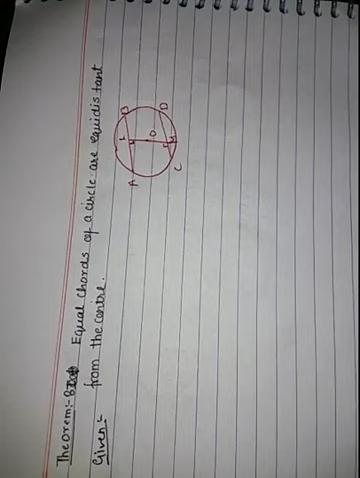 Theorem:- Equal chords of a circle are equidistant
from the centre.
Given:-
B
D
L
O
M
A
C